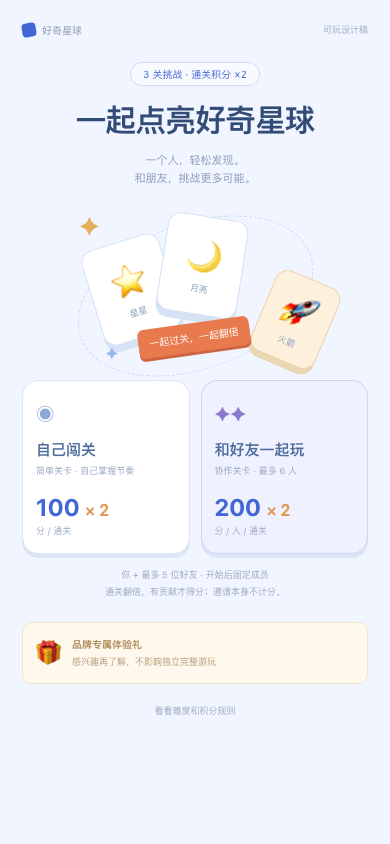 好奇星球
可玩设计稿
3 关挑战 · 通关积分 ×2
一起点亮好奇星球
一个人，轻松发现。
和朋友，挑战更多可能。
星星
月亮
火箭
一起过关，一起翻倍
自己闯关
简单关卡 · 自己掌握节奏
100 × 2
分 / 通关
和好友一起玩
协作关卡 · 最多 6 人
200 × 2
分 / 人 / 通关
你 + 最多 5 位好友 · 开始后固定成员
通关翻倍，有贡献才得分；邀请本身不计分。
品牌专属体验礼
感兴趣再了解，不影响独立完整游玩
看看难度和积分规则